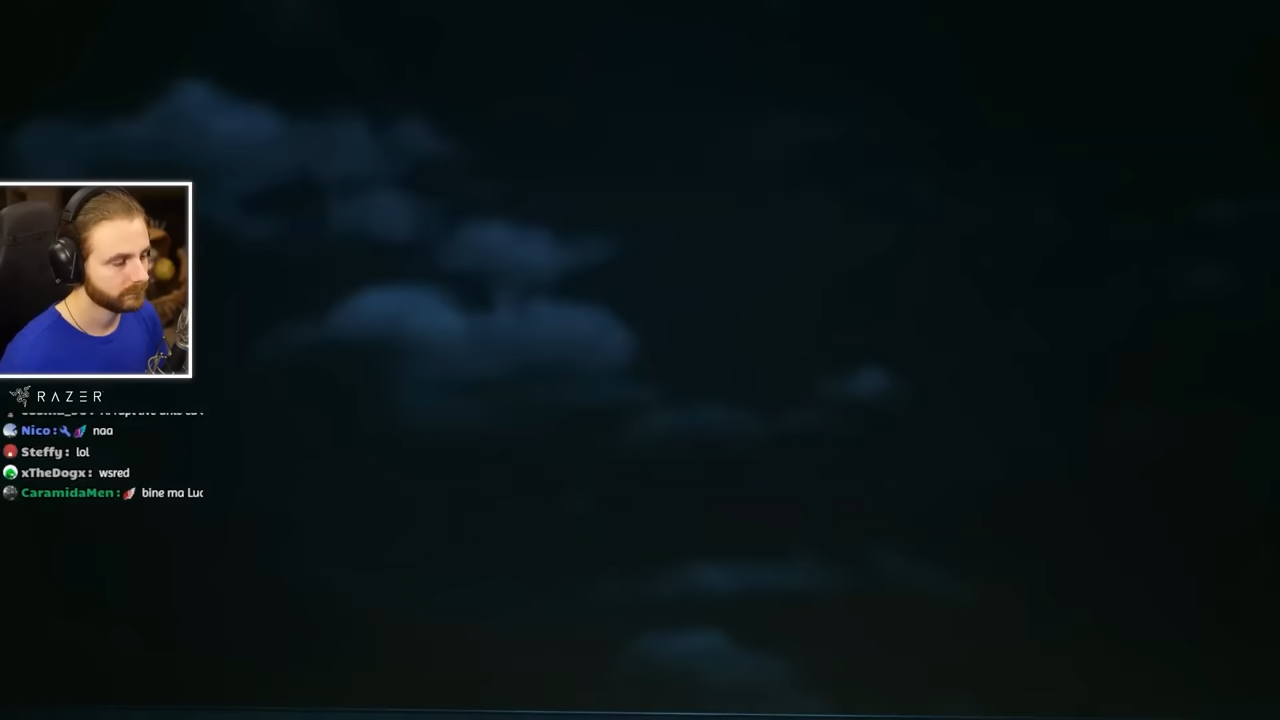 RAZER
Nico: naa
Steffy: lol
xTheDogx: wsred
CaramidaMen: bine ma Luc